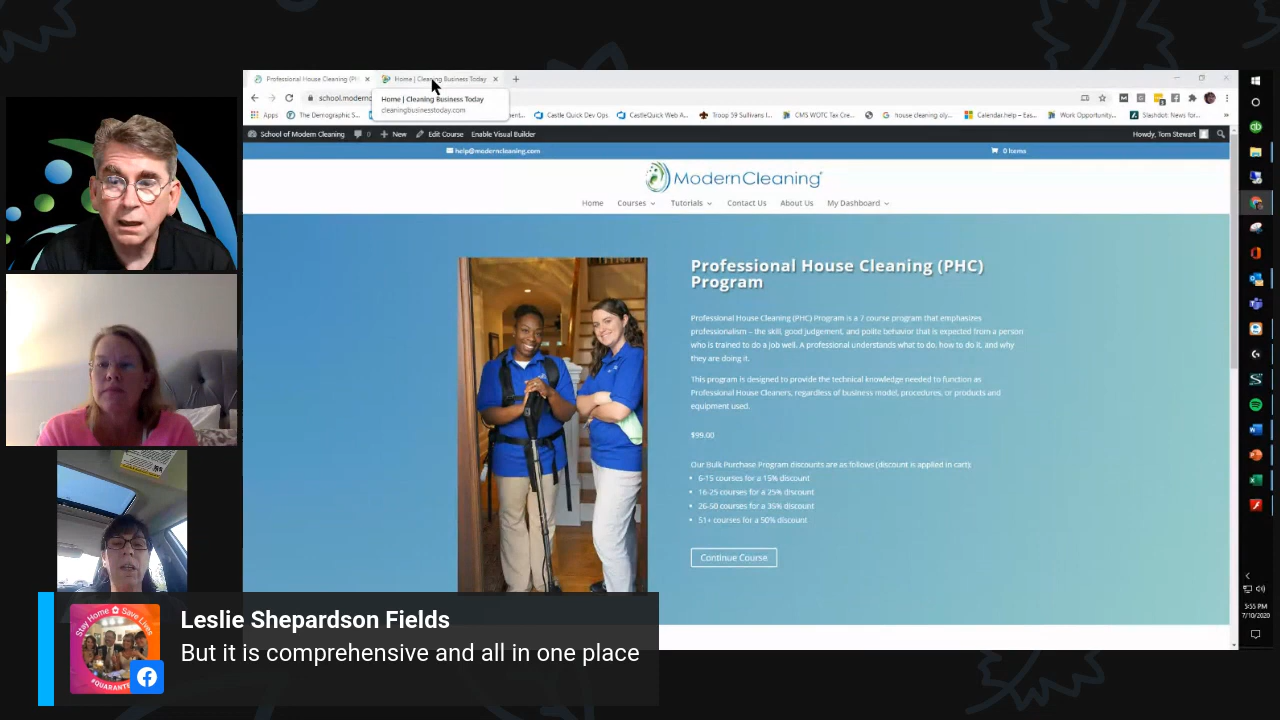 Professional House Cleaning (PHC)
Home | Cleaning Business Today
Home | Cleaning Business Today
cleaningbusinesstoday.com
school.modernc
Apps
The Demographic S...
Castle Quick Dev Ops
CastleQuick Web A...
Troop 59 Sullivans I...
CMS WOTC Tax Cre...
house cleaning oly...
Calendar.help – Eas...
Work Opportunity...
Slashdot: News for...
School of Modern Cleaning
0
New
Edit Course
Enable Visual Builder
Howdy, Tom Stewart
help@moderncleaning.com
0 Items
ModernCleaning
Home
Courses
Tutorials
Contact Us
About Us
My Dashboard
Professional House Cleaning (PHC)
Program
Professional House Cleaning (PHC) Program is a 7 course program that emphasizes
professionalism – the skill, good judgement, and polite behavior that is expected from a person
who is trained to do a job well. A professional understands what to do, how to do it, and why
they are doing it.
This program is designed to provide the technical knowledge needed to function as
Professional House Cleaners, regardless of business model, procedures, or products and
equipment used.
$99.00
Our Bulk Purchase Program discounts are as follows (discount is applied in cart)
• 6-15 courses for a 15% discount
• 16-25 courses for a 25% discount
• 26-50 courses for a 35% discount
• 51+ courses for a 50% discount
Continue Course
5:55 PM
7/10/2020
Stay Home Save Lives
#QUARANT
Leslie Shepardson Fields
But it is comprehensive and all in one place